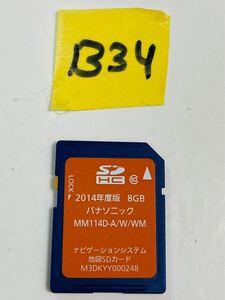 B34
SD
HC ⑩
LOCK
2014年度版 8GB
パナソニック
MM114D-A/W/WM
ナビゲーションシステム
地図SDカード
M3DKYY000248